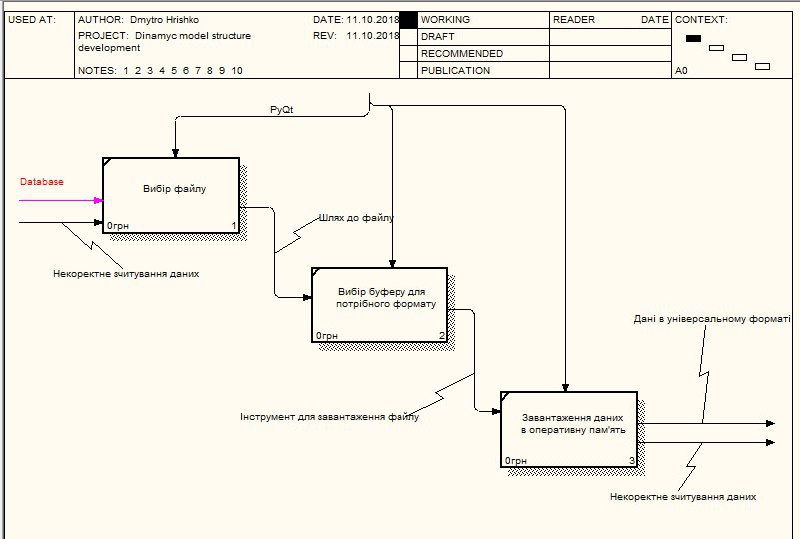 USED AT:
AUTHOR: Dmytro Hrishko
DATE: 11.10.2018
PROJECT: Dinamyc model structure
development
REV: 11.10.2018
NOTES: 1 2 3 4 5 6 7 8 9 10
WORKING
DRAFT
RECOMMENDED
PUBLICATION
READER DATE
CONTEXT:
A0
PyQt
Database
Вибір файлу
0грн 1
Шлях до файлу
Некоректне зчитування даних
Вибір буферу для
потрібного формату
0грн 2
Дані в універсальному форматі
Інструмент для завантаження файлу
Завантаження даних
в оперативну пам'ять
0грн 3
Некоректне зчитування даних